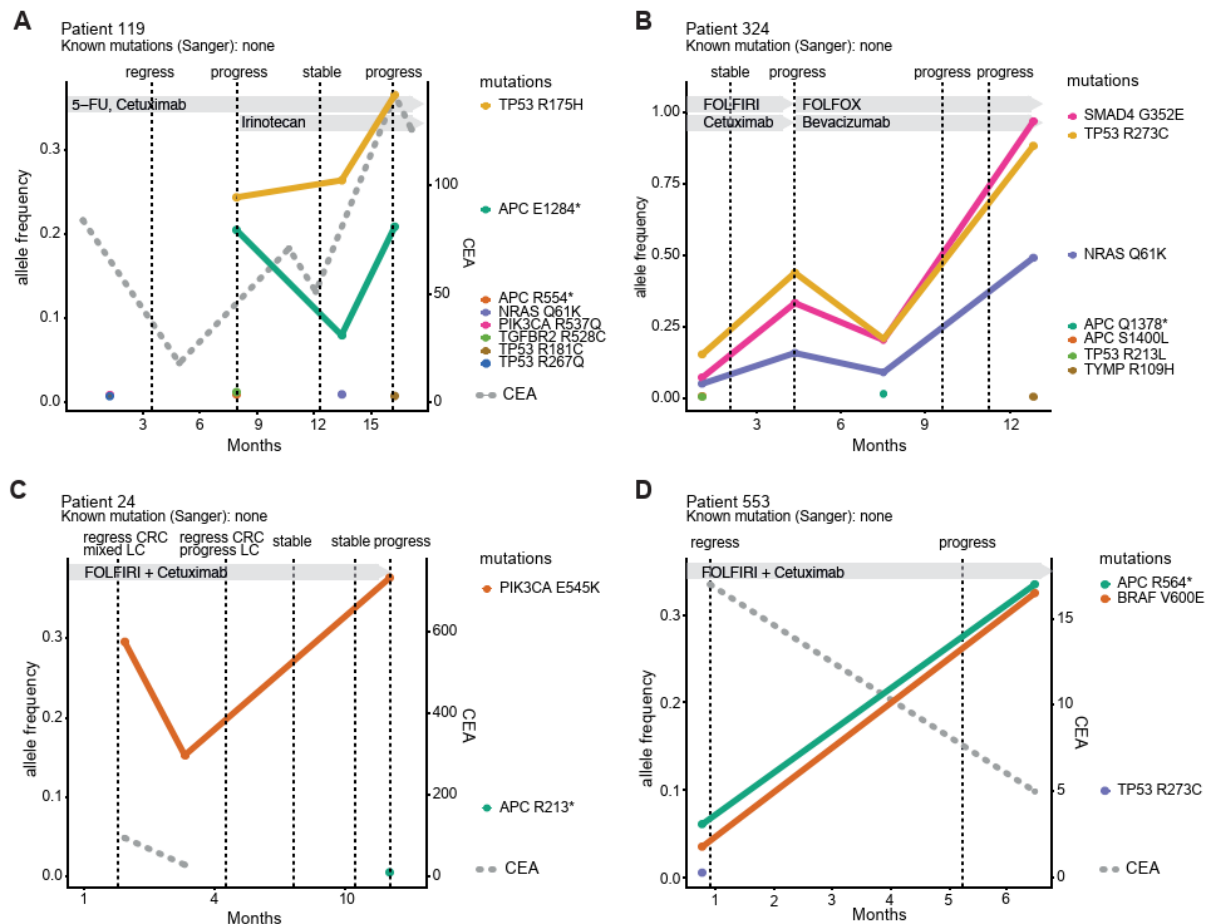 A
Patient 119
Known mutations (Sanger): none
regress progress stable progress
5–FU, Cetuximab
Irinotecan
mutations
TP53 R175H
APC E1284*
APC R554*
NRAS Q61K
PIK3CA R537Q
TGFBR2 R528C
TP53 R181C
TP53 R267Q
CEA
allele frequency
0.3
0.2
0.1
0.0
CEA
100
50
0
3 6 9 12 15
Months
B
Patient 324
Known mutation (Sanger): none
stable progress progress progress
FOLFIRI FOLFOX
Cetuximab Bevacizumab
mutations
SMAD4 G352E
TP53 R273C
NRAS Q61K
APC Q1378*
APC S1400L
TP53 R213L
TYMP R109H
allele frequency
1.00
0.75
0.50
0.25
0.00
3 6 9 12
Months
C
Patient 24
Known mutation (Sanger): none
regress CRC regress CRC stable stable progress
mixed LC progress LC
FOLFIRI + Cetuximab
mutations
PIK3CA E545K
APC R213*
CEA
allele frequency
0.3
0.2
0.1
0.0
CEA
600
400
200
0
1 4 10
Months
D
Patient 553
Known mutation (Sanger): none
regress progress
FOLFIRI + Cetuximab
mutations
APC R564*
BRAF V600E
TP53 R273C
CEA
allele frequency
0.3
0.2
0.1
0.0
CEA
15
10
5
0
1 2 3 4 5 6
Months